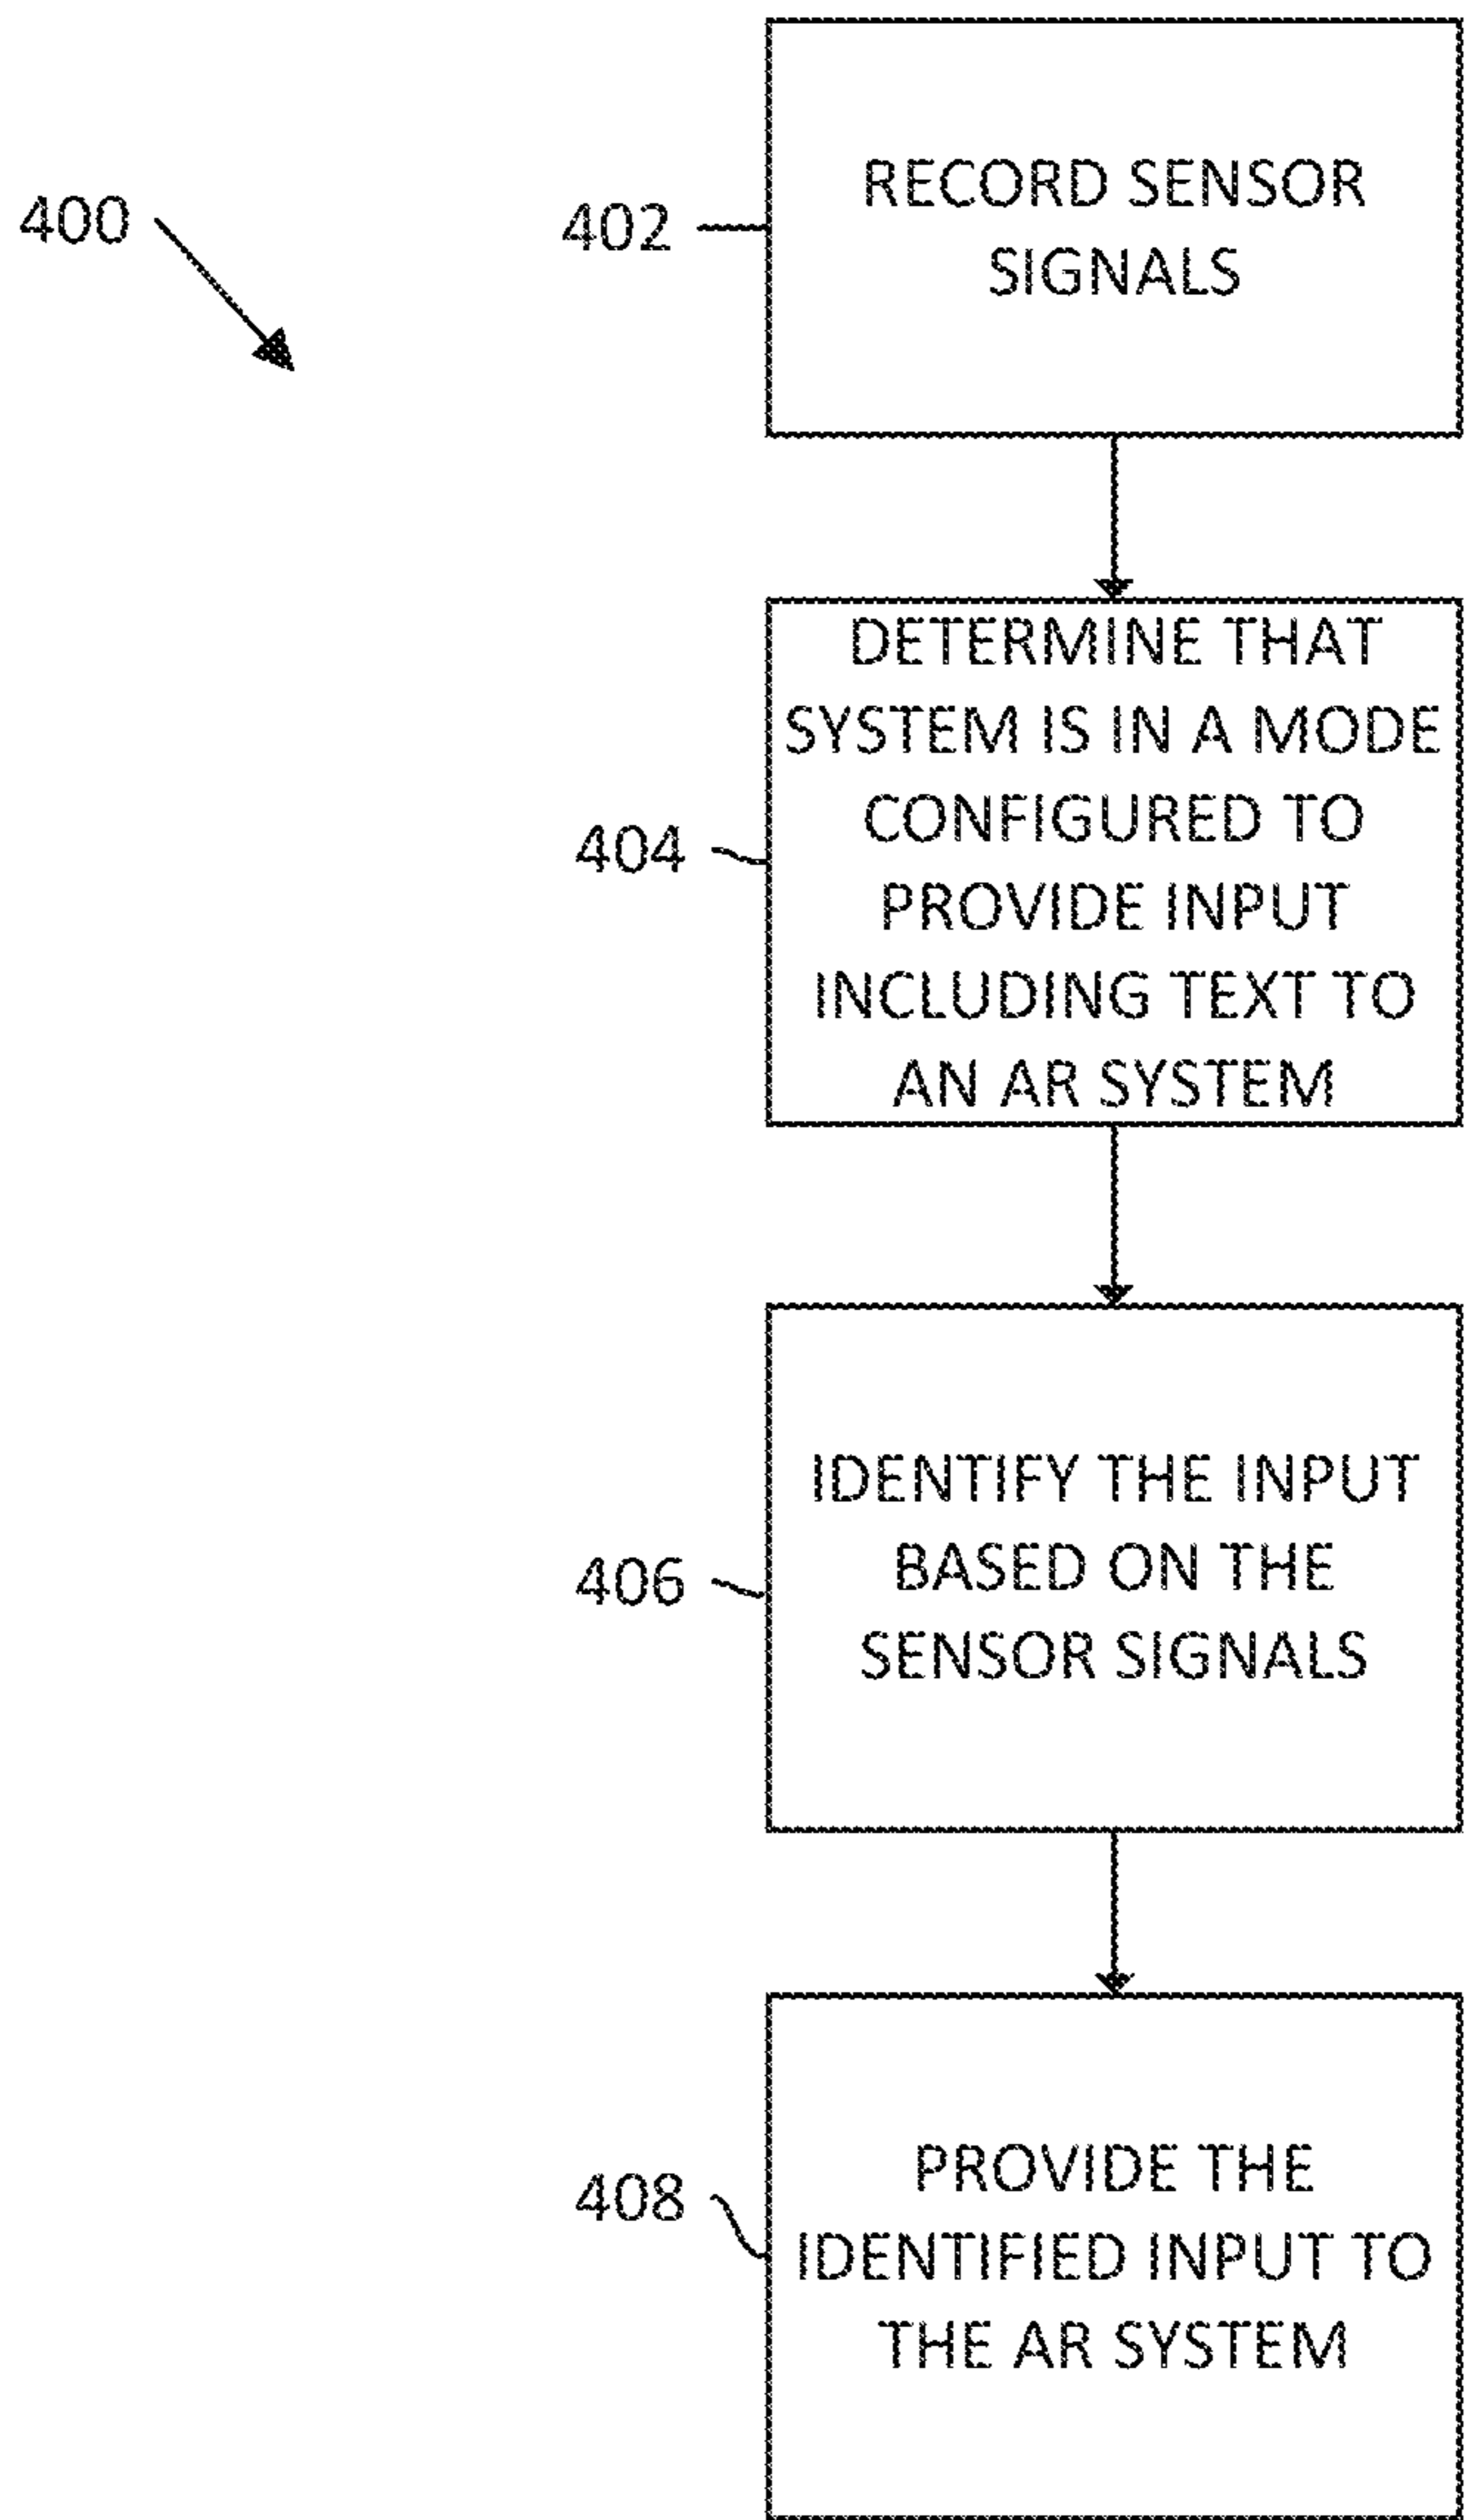 400
402
RECORD SENSOR
SIGNALS
404
DETERMINE THAT
SYSTEM IS IN A MODE
CONFIGURED TO
PROVIDE INPUT
INCLUDING TEXT TO
AN AR SYSTEM
406
IDENTIFY THE INPUT
BASED ON THE
SENSOR SIGNALS
408
PROVIDE THE
IDENTIFIED INPUT TO
THE AR SYSTEM